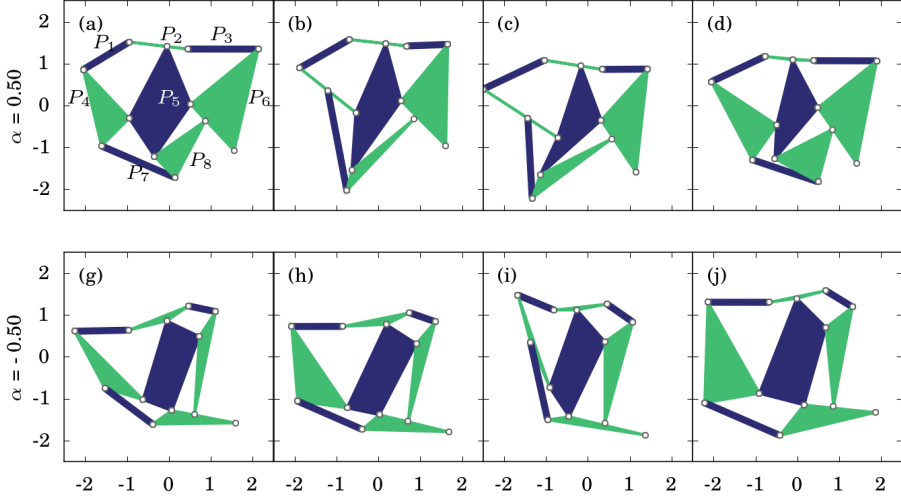 (a) (b) (c) (d)
P₁ P₂ P₃
P₄ P₅ P₆
P₇ P₈
α = 0.50
2
1
0
-1
-2
(g) (h) (i) (j)
α = - 0.50
2
1
0
-1
-2
-2 -1 0 1 2 -2 -1 0 1 2 -2 -1 0 1 2 -2 -1 0 1 2